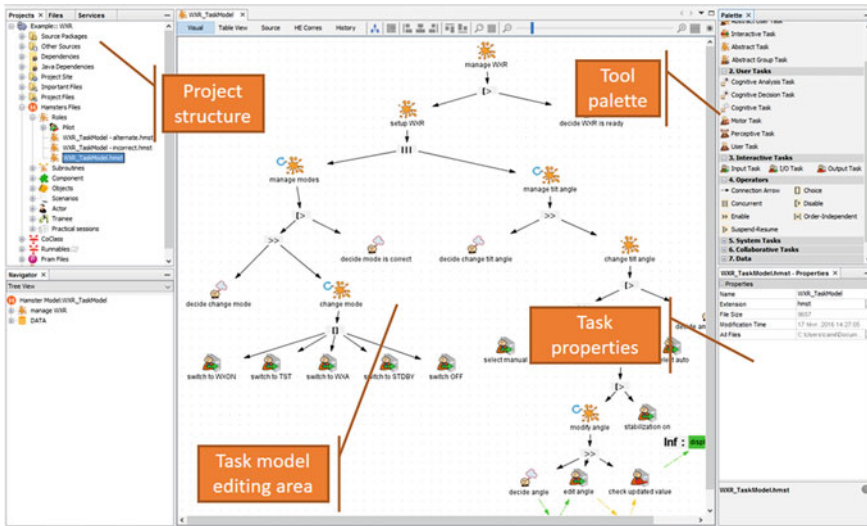 Projects Files Services
Example:: WXR
Source Packages
Other Sources
Dependencies
Java Dependencies
Project Site
Important Files
Project Files
Hamsters Files
Roles
Pilot
WXR_TaskModel - alternate.hmst
WXR_TaskModel - incorrect.hmst
WXR_TaskModel.hmst
Subroutines
Component
Objects
Scenarios
Actor
Trainee
Practical sessions
CoClass
Runnables
Fram Files
Project
structure
Navigator
Tree View
Hamster Model:WXR_TaskModel
manage WXR
DATA
WXR_TaskModel
Visual Table View Source HE Corres History
manage WXR
[>
setup WXR
decide WXR is ready
|||
manage modes
manage tilt angle
[>
>>
>>
decide mode is correct
decide change tilt angle
change tilt angle
[>
decide change mode
change mode
[]
select manual
switch to WXON
switch to TST
switch to WXA
switch to STDBY
switch OFF
[>
modify angle
stabilization on
Inf :
>>
decide angle
edit angle
check updated value
Task model
editing area
Tool
palette
Task
properties
Palette
Interactive Task
Abstract Task
Abstract Group Task
2. User Tasks
Cognitive Analysis Task
Cognitive Decision Task
Cognitive Task
Motor Task
Perceptive Task
User Task
3. Interactive Tasks
Input Task I/O Task Output Task
4. Operators
Connection Arrow [] Choice
||| Concurrent [> Disable
>> Enable |=| Order-Independent
|> Suspend-Resume
5. System Tasks
6. Collaborative Tasks
7. Data
WXR_TaskModel.hmst - Properties
Properties
Name WXR_TaskModel
Extension hmst
File Size 9657
Modification Time
All Files
WXR_TaskModel.hmst